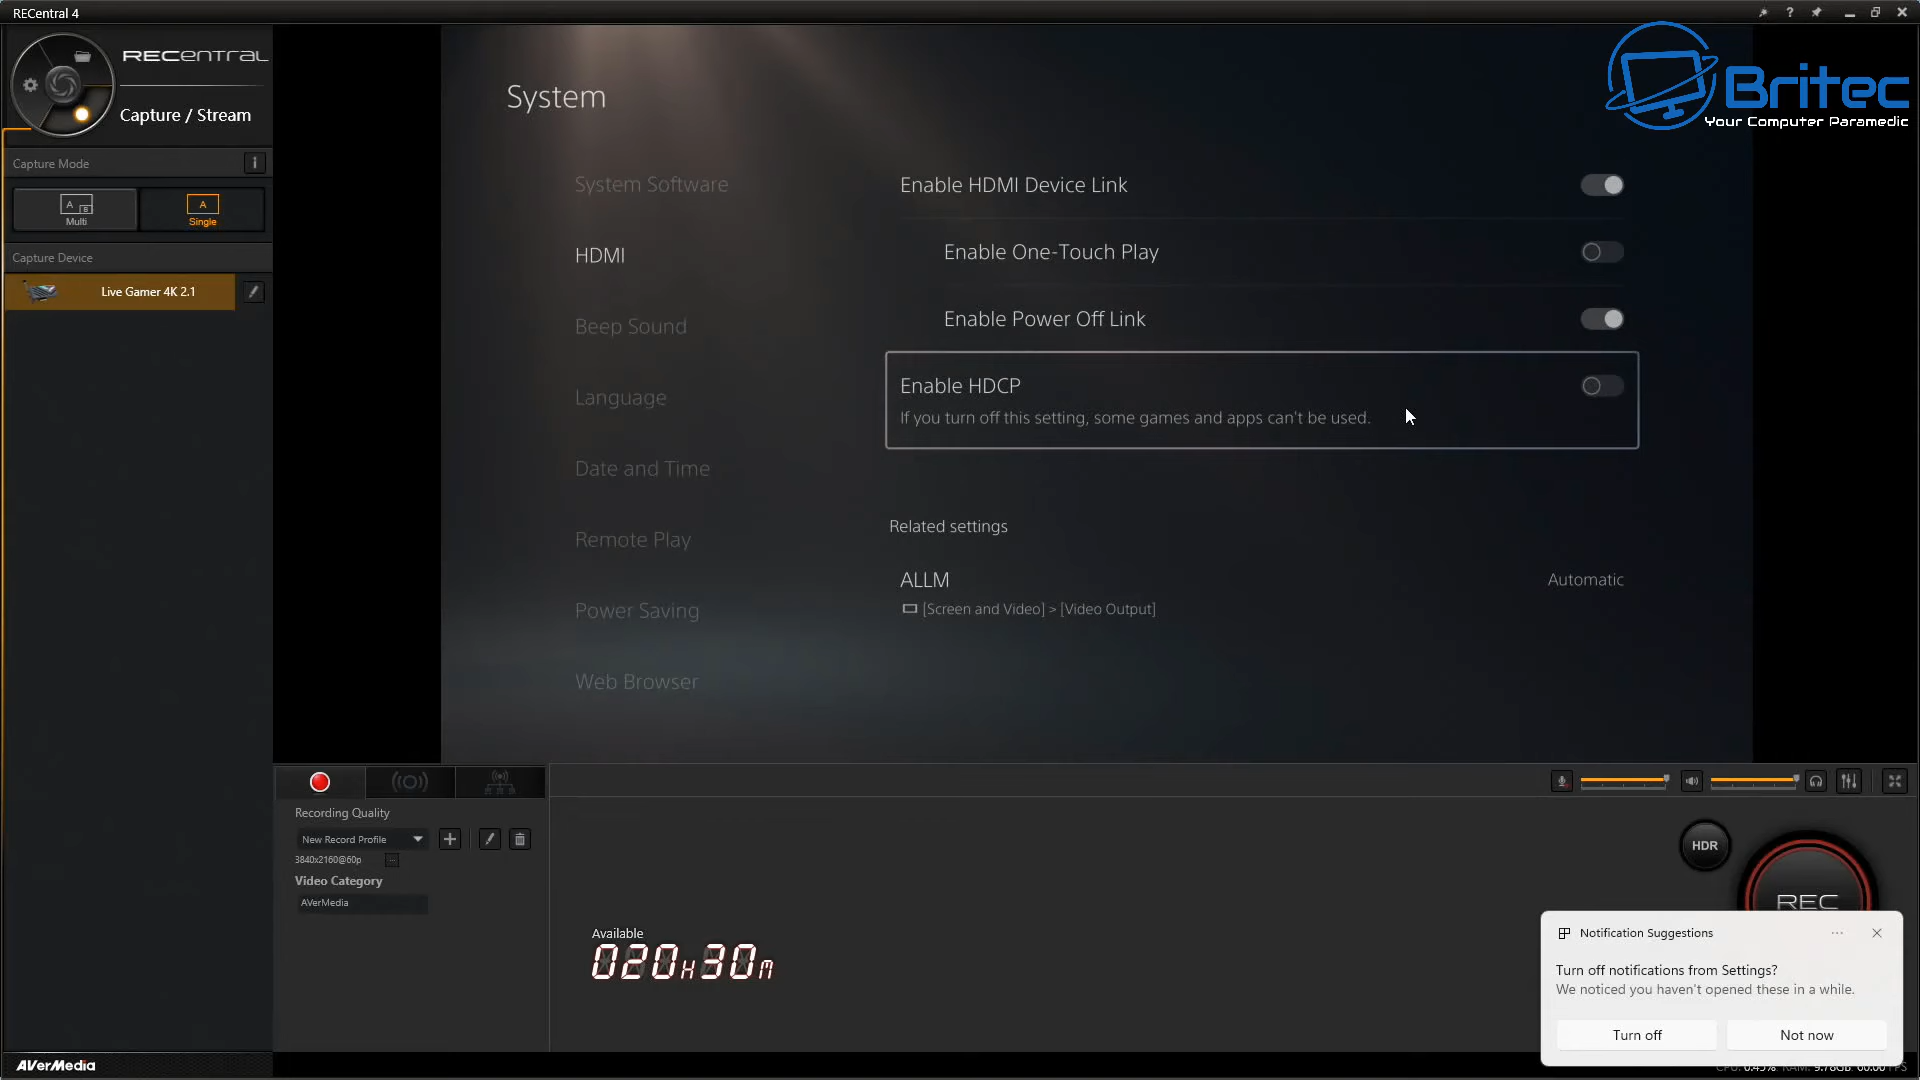 RECentral 4
RECentral
Capture / Stream
Britec
Your Computer Paramedic
Capture Mode
i
A B
Multi
A
Single
Capture Device
Live Gamer 4K 2.1
System
System Software
HDMI
Beep Sound
Language
Date and Time
Remote Play
Power Saving
Web Browser
Enable HDMI Device Link
Enable One-Touch Play
Enable Power Off Link
Enable HDCP
If you turn off this setting, some games and apps can't be used.
Related settings
ALLM
Automatic
[Screen and Video] > [Video Output]
Recording Quality
New Record Profile
3840x2160@60p
...
Video Category
AVerMedia
Available
020H30M
HDR
REC
Notification Suggestions
Turn off notifications from Settings?
We noticed you haven't opened these in a while.
Turn off
Not now
AVerMedia